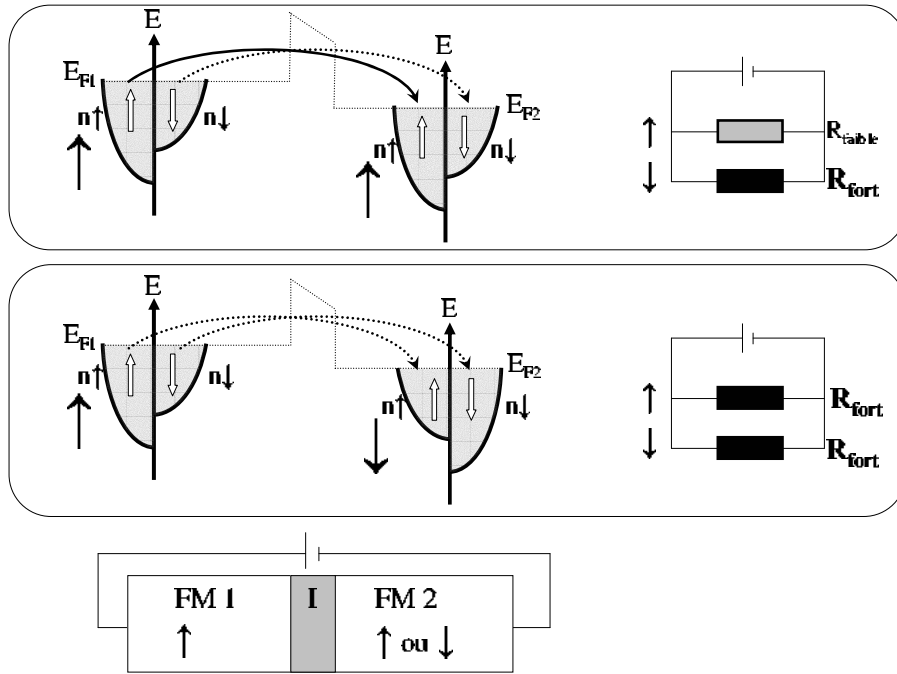 E
E
E_F1
E_F2
n↑
n↓
n↑
n↓
↑
R_faible
↓
R_fort
E
E
E_F1
E_F2
n↑
n↓
n↑
n↓
↑
R_fort
↓
R_fort
FM 1
I
FM 2
↑
↑ ou ↓